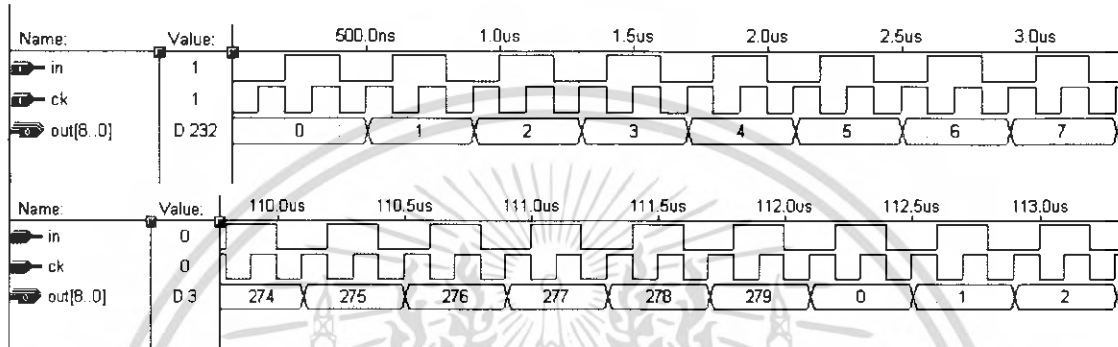 500.0ns 1.0us 1.5us 2.0us 2.5us 3.0us
Name: Value:
in 1
ck 1
out[8..0] D 232 0 1 2 3 4 5 6 7
Name: Value: 110.0us 110.5us 111.0us 111.5us 112.0us 112.5us 113.0us
in 0
ck 0
out[8..0] D 3 274 275 276 277 278 279 0 1 2